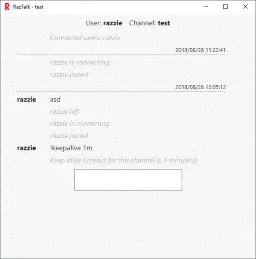 RazTalk - test
User: razzie Channel: test
Connected users: razzie
2018/08/26 11:22:41
razzie is connecting..
razzie joined
2018/08/26 12:05:12
razzie asd
razzie left
razzie is connecting..
razzie joined
razzie !keepalive 1m
Keep alive timeout for this channel is 1 minute(s)